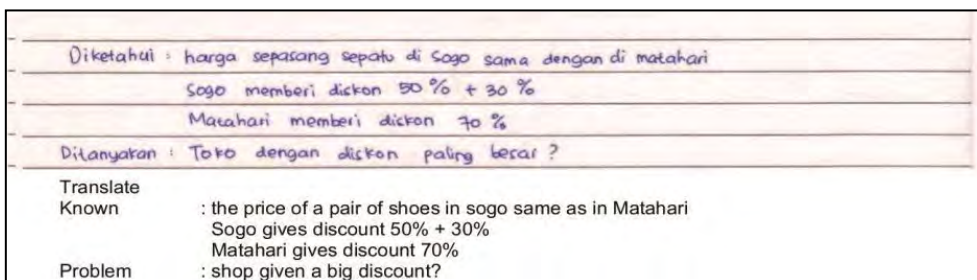 Diketahui : harga sepasang sepatu di Sogo sama dengan di matahari
Sogo memberi diskon 50 % + 30 %
Matahari memberi diskon 70 %
Ditanyakan : Toko dengan diskon paling besar ?
Translate
Known : the price of a pair of shoes in sogo same as in Matahari
Sogo gives discount 50% + 30%
Matahari gives discount 70%
Problem : shop given a big discount?